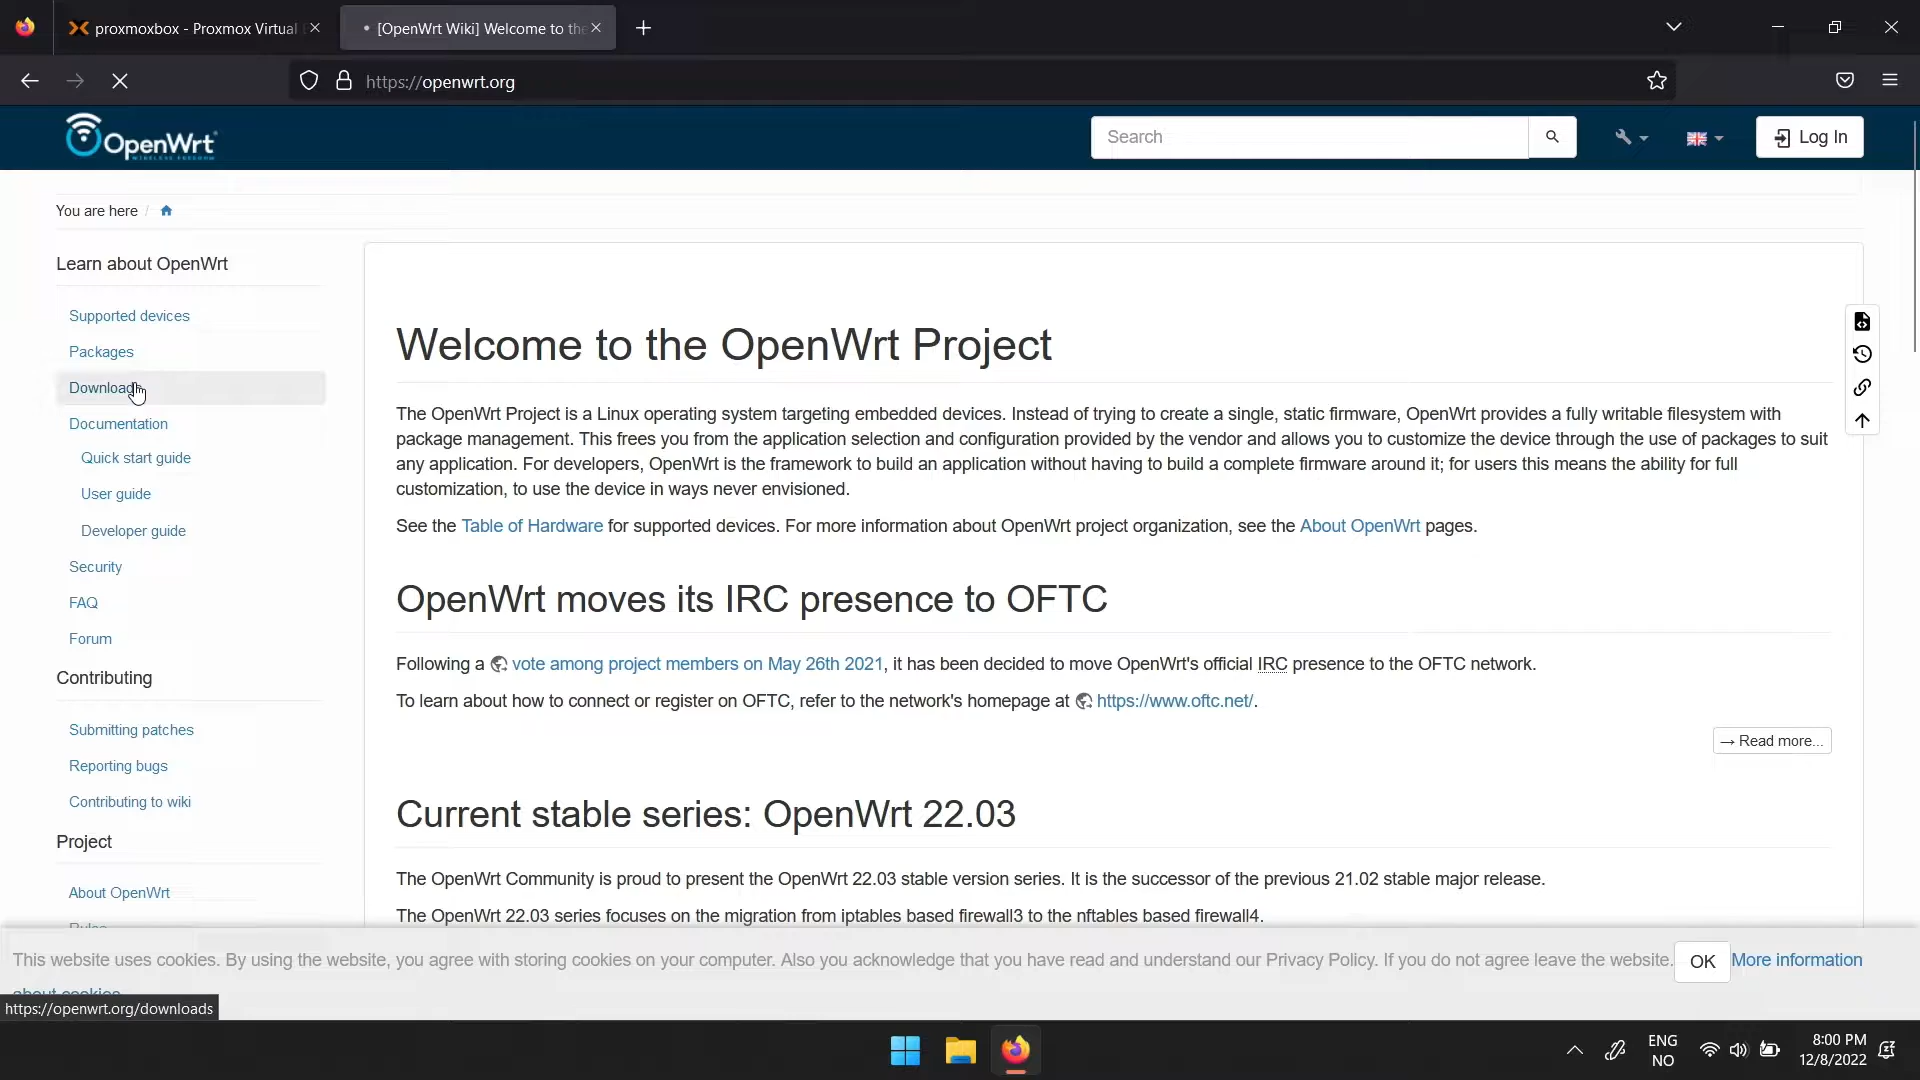 proxmoxbox - Proxmox Virtual
[OpenWrt Wiki] Welcome to the
https://openwrt.org
OpenWrt
WIRELESS FREEDOM
Search
Log In
You are here /
Learn about OpenWrt
Supported devices
Packages
Downloads
Documentation
Quick start guide
User guide
Developer guide
Security
FAQ
Forum
Contributing
Submitting patches
Reporting bugs
Contributing to wiki
Project
About OpenWrt
Rules
Welcome to the OpenWrt Project
The OpenWrt Project is a Linux operating system targeting embedded devices. Instead of trying to create a single, static firmware, OpenWrt provides a fully writable filesystem with
package management. This frees you from the application selection and configuration provided by the vendor and allows you to customize the device through the use of packages to suit
any application. For developers, OpenWrt is the framework to build an application without having to build a complete firmware around it; for users this means the ability for full
customization, to use the device in ways never envisioned.
See the Table of Hardware for supported devices. For more information about OpenWrt project organization, see the About OpenWrt pages.
OpenWrt moves its IRC presence to OFTC
Following a vote among project members on May 26th 2021, it has been decided to move OpenWrt's official IRC presence to the OFTC network.
To learn about how to connect or register on OFTC, refer to the network's homepage at https://www.oftc.net/.
→ Read more...
Current stable series: OpenWrt 22.03
The OpenWrt Community is proud to present the OpenWrt 22.03 stable version series. It is the successor of the previous 21.02 stable major release.
The OpenWrt 22.03 series focuses on the migration from iptables based firewall3 to the nftables based firewall4.
This website uses cookies. By using the website, you agree with storing cookies on your computer. Also you acknowledge that you have read and understand our Privacy Policy. If you do not agree leave the website. OK More information
about cookies
https://openwrt.org/downloads
ENG
NO
8:00 PM
12/8/2022